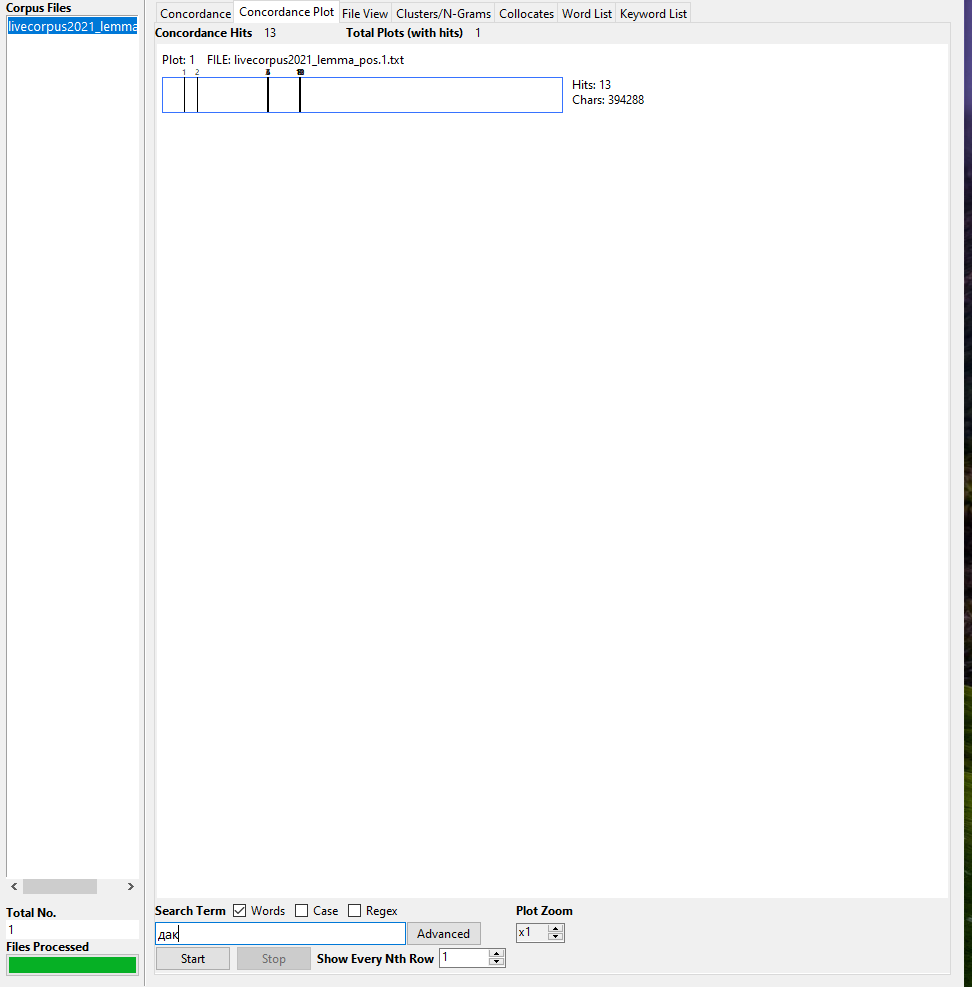 Corpus Files
livecorpus2021_lemma
Total No.
1
Files Processed
Concordance Concordance Plot File View Clusters/N-Grams Collocates Word List Keyword List
Concordance Hits 13 Total Plots (with hits) 1
Plot: 1 FILE: livecorpus2021_lemma_pos.1.txt
1 2
Hits: 13
Chars: 394288
Search Term Words Case Regex Plot Zoom
дак Advanced x1
Start Stop Show Every Nth Row 1